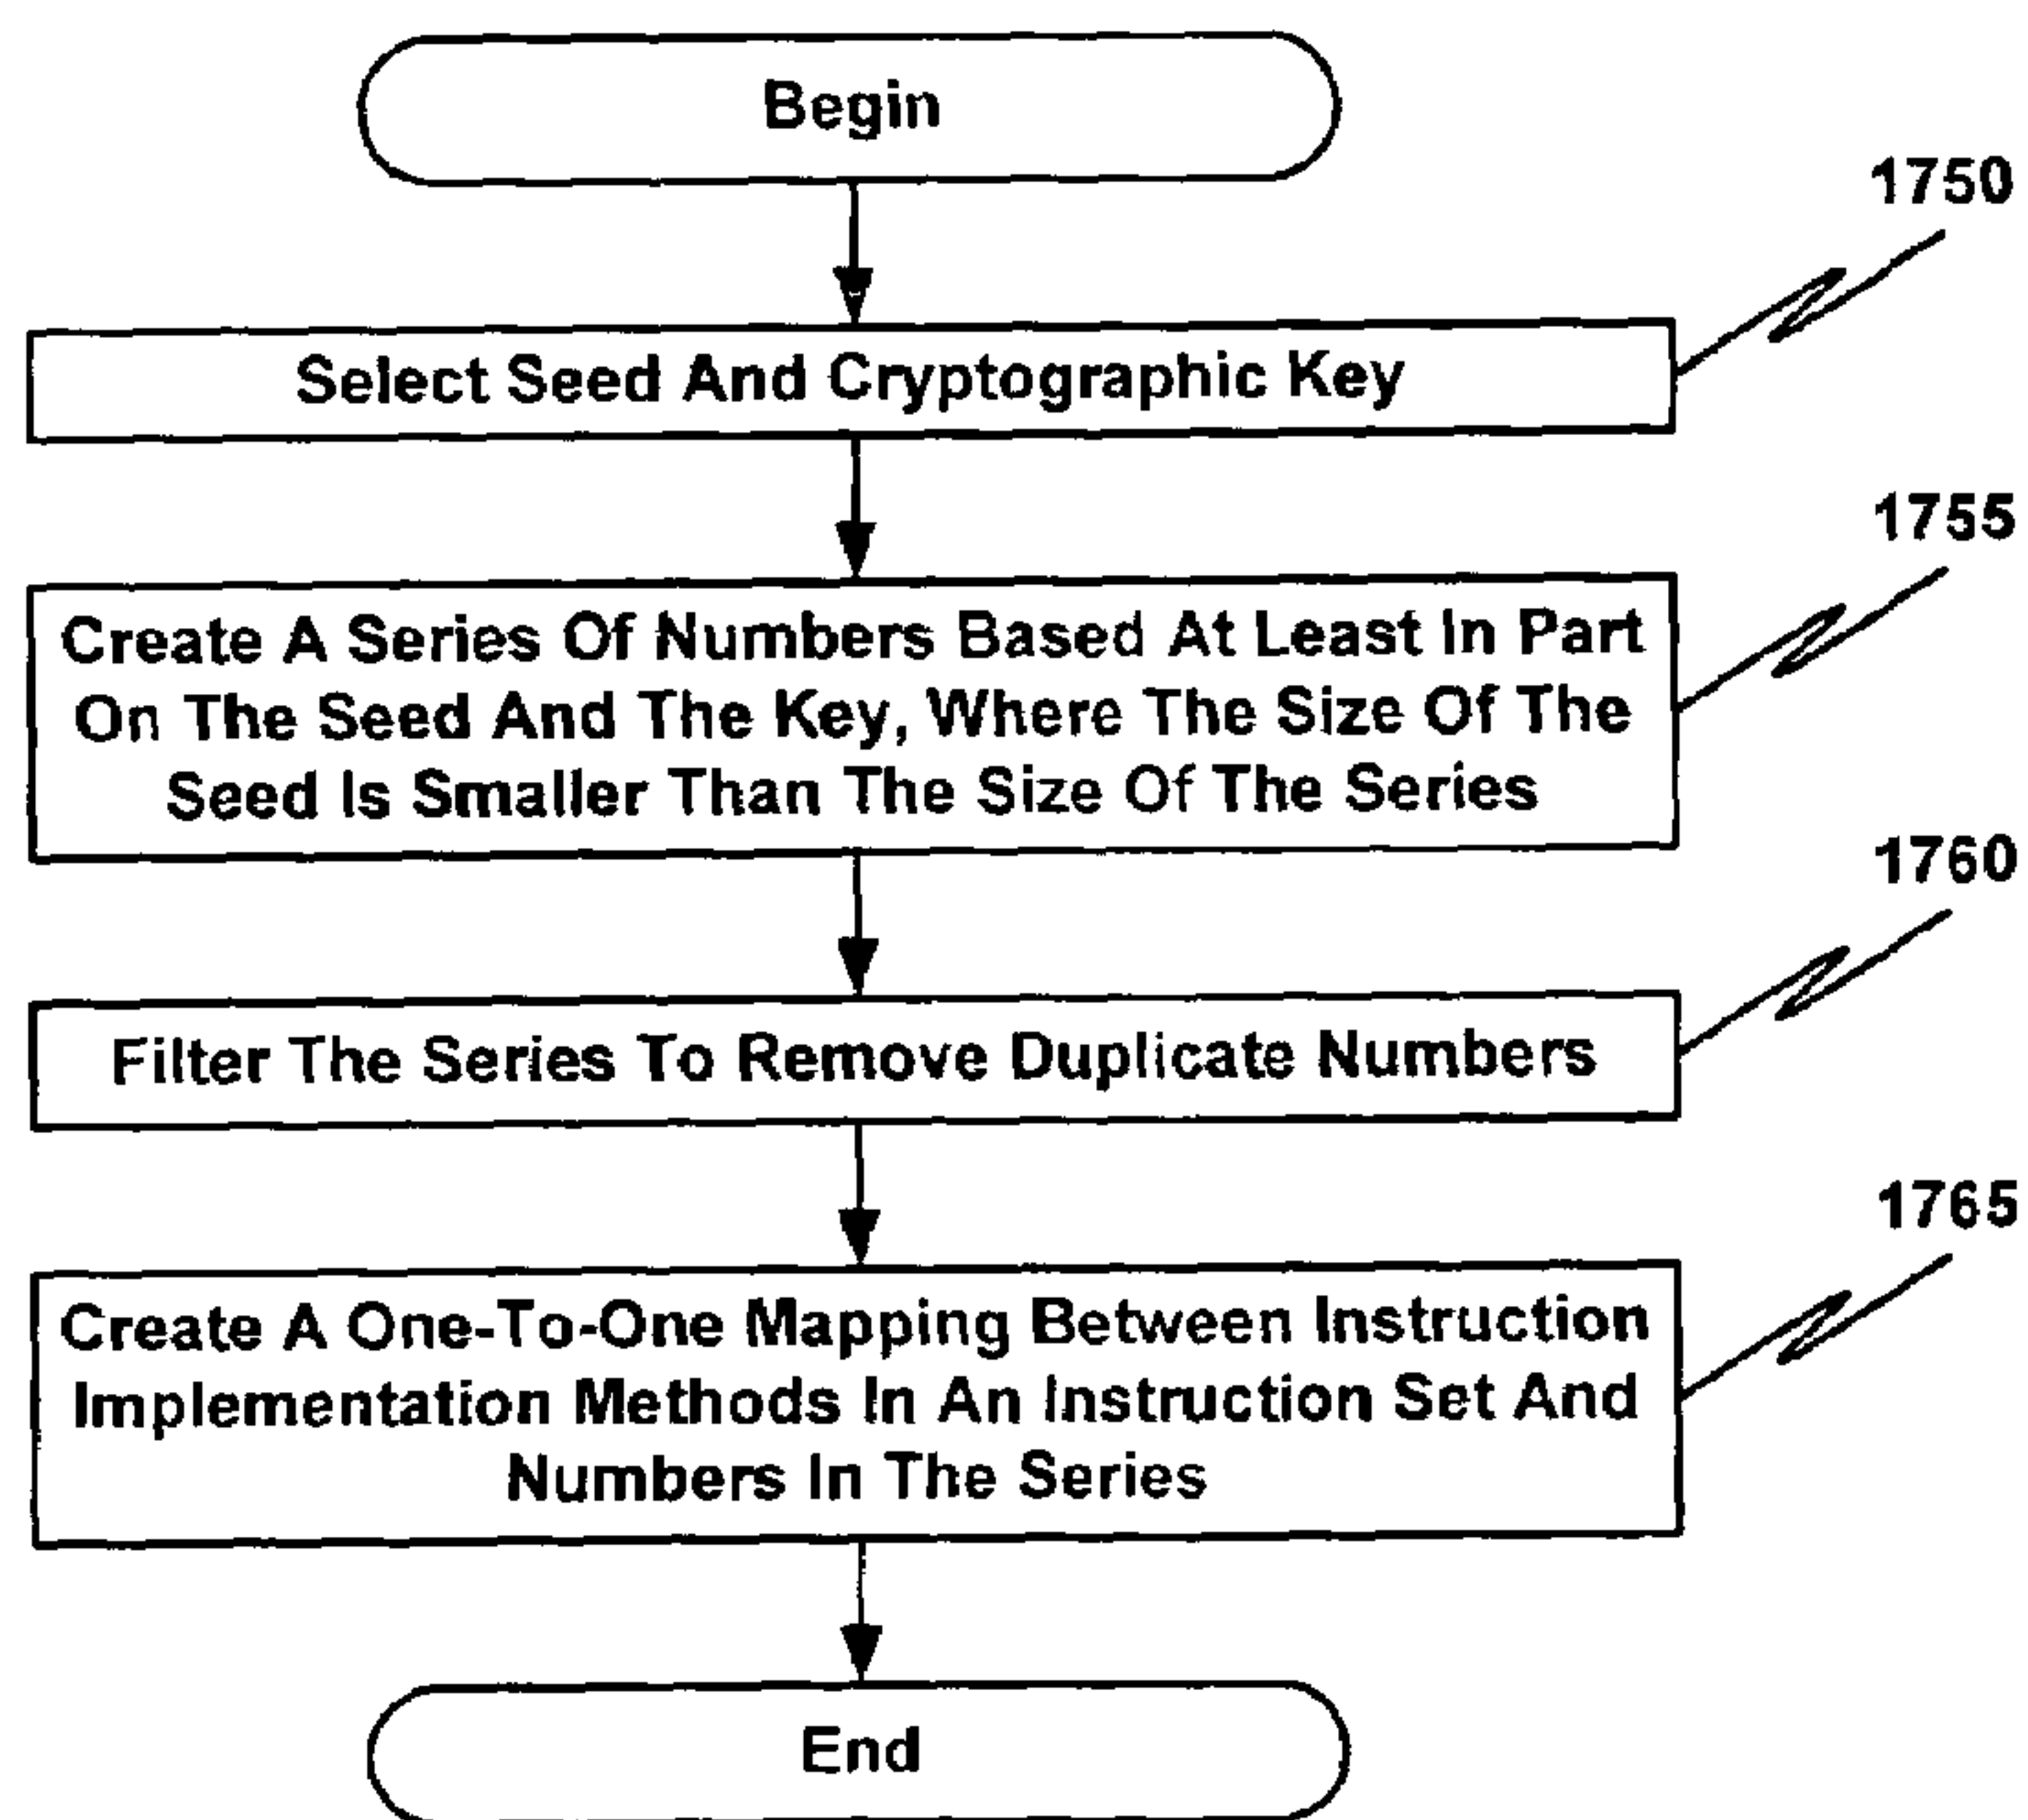 Begin
1750
Select Seed And Cryptographic Key
1755
Create A Series Of Numbers Based At Least In Part
On The Seed And The Key, Where The Size Of The
Seed Is Smaller Than The Size Of The Series
1760
Filter The Series To Remove Duplicate Numbers
1765
Create A One-To-One Mapping Between Instruction
Implementation Methods In An Instruction Set And
Numbers In The Series
End